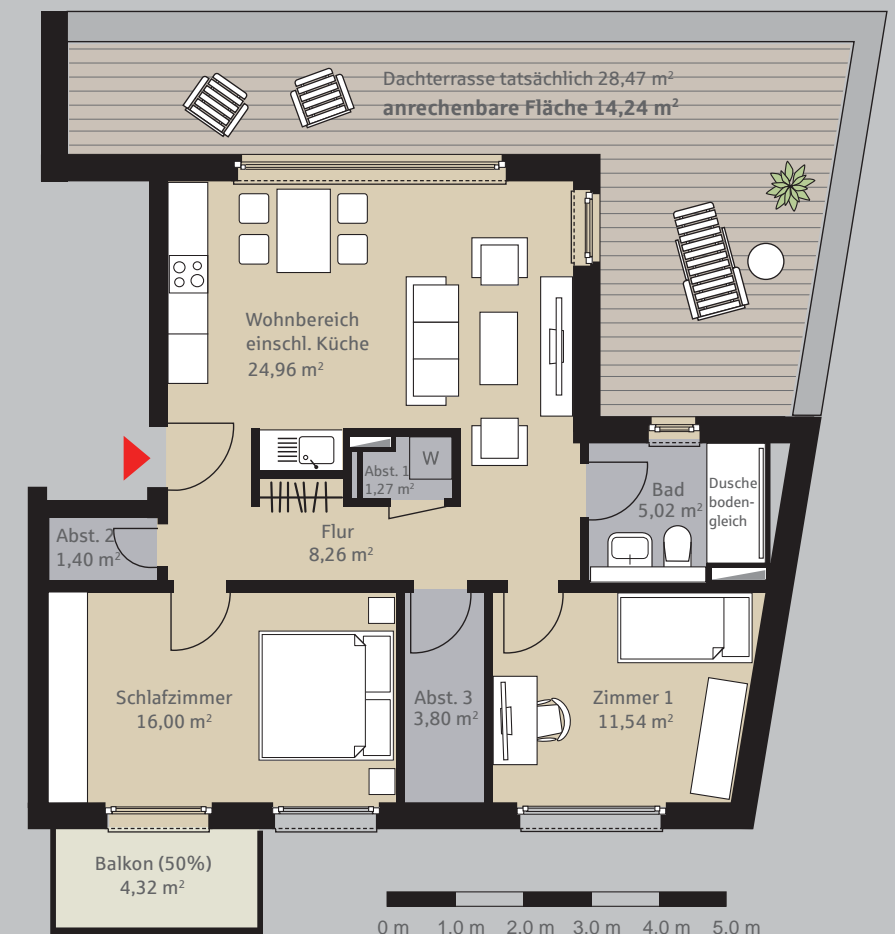 Dachterrasse tatsächlich 28,47 m²
anrechenbare Fläche 14,24 m²
Wohnbereich
einschl. Küche
24,96 m²
W
Abst. 1
1,27 m²
Bad
5,02 m²
Dusche
boden-
gleich
Flur
8,26 m²
Abst. 2
1,40 m²
Schlafzimmer
16,00 m²
Abst. 3
3,80 m²
Zimmer 1
11,54 m²
Balkon (50%)
4,32 m²
0 m 1,0 m 2,0 m 3,0 m 4,0 m 5,0 m